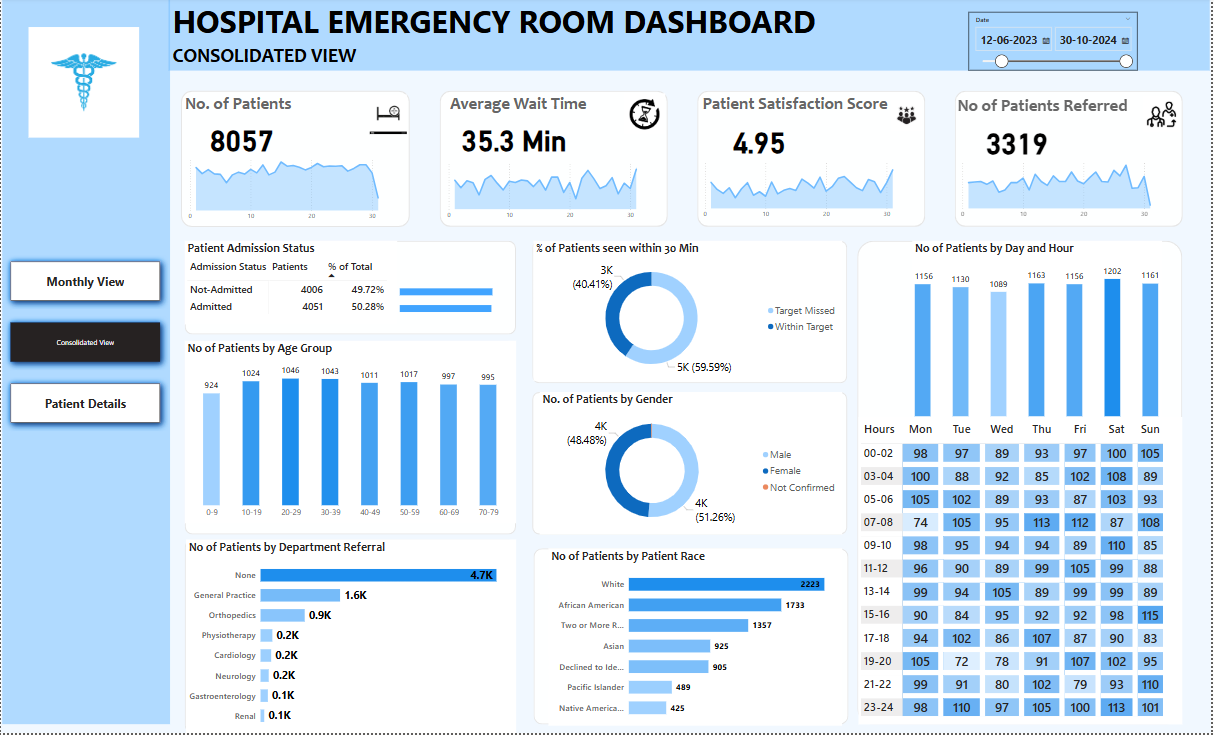 HOSPITAL EMERGENCY ROOM DASHBOARD
CONSOLIDATED VIEW
Date
12-06-2023 30-10-2024
Monthly View
Consolidated View
Patient Details
No. of Patients
8057
0 10 20 30
Average Wait Time
35.3 Min
0 10 20 30
Patient Satisfaction Score
4.95
0 10 20 30
No of Patients Referred
3319
0 10 20 30
Patient Admission Status
Admission Status Patients % of Total
Not-Admitted 4006 49.72%
Admitted 4051 50.28%
No of Patients by Age Group
924 1024 1046 1043 1011 1017 997 995
0-9 10-19 20-29 30-39 40-49 50-59 60-69 70-79
No of Patients by Department Referral
None 4.7K
General Practice 1.6K
Orthopedics 0.9K
Physiotherapy 0.2K
Cardiology 0.2K
Neurology 0.2K
Gastroenterology 0.1K
Renal 0.1K
% of Patients seen within 30 Min
3K
(40.41%)
5K (59.59%)
Target Missed
Within Target
No. of Patients by Gender
4K
(48.48%)
4K
(51.26%)
Male
Female
Not Confirmed
No of Patients by Patient Race
White 2223
African American 1733
Two or More R... 1357
Asian 925
Declined to Ide... 905
Pacific Islander 489
Native America... 425
No of Patients by Day and Hour
1156 1130 1089 1163 1156 1202 1161
Hours Mon Tue Wed Thu Fri Sat Sun
00-02 98 97 89 93 97 100 105
03-04 100 88 92 85 102 108 89
05-06 105 102 89 93 87 103 93
07-08 74 105 95 113 112 87 108
09-10 98 95 94 94 89 110 85
11-12 96 90 89 99 105 99 88
13-14 99 94 105 89 99 99 89
15-16 90 84 95 92 92 98 115
17-18 94 102 86 107 87 90 83
19-20 105 72 78 91 107 102 95
21-22 99 91 80 102 79 93 110
23-24 98 110 97 105 100 113 101